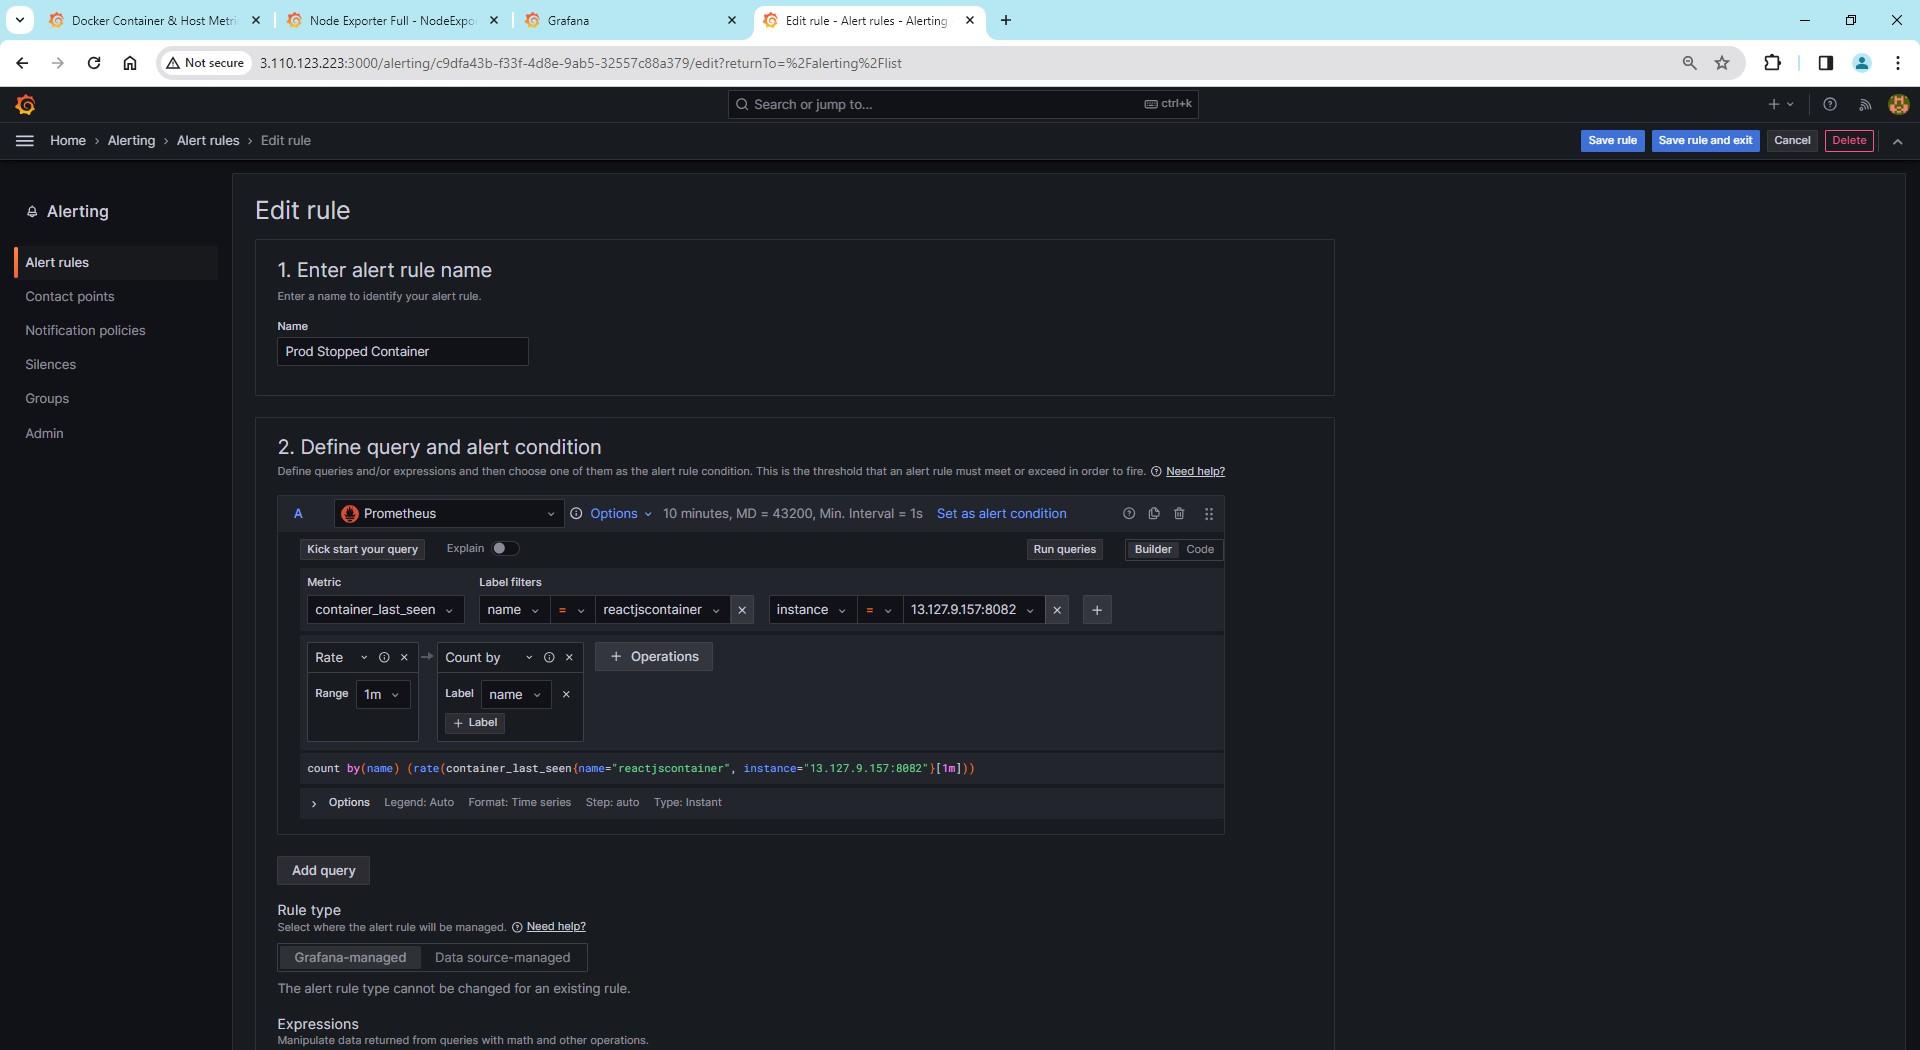 Docker Container & Host Metri
Node Exporter Full - NodeExpo
Grafana
Edit rule - Alert rules - Alerting
Not secure
3.110.123.223:3000/alerting/c9dfa43b-f33f-4d8e-9ab5-32557c88a379/edit?returnTo=%2Falerting%2Flist
Search or jump to...
ctrl+k
Home › Alerting › Alert rules › Edit rule
Save rule
Save rule and exit
Cancel
Delete
Alerting
Alert rules
Contact points
Notification policies
Silences
Groups
Admin
Edit rule
1. Enter alert rule name
Enter a name to identify your alert rule.
Name
Prod Stopped Container
2. Define query and alert condition
Define queries and/or expressions and then choose one of them as the alert rule condition. This is the threshold that an alert rule must meet or exceed in order to fire. Need help?
A Prometheus Options 10 minutes, MD = 43200, Min. Interval = 1s Set as alert condition
Kick start your query Explain Run queries Builder Code
Metric Label filters
container_last_seen name = reactjscontainer instance = 13.127.9.157:8082 +
Rate Count by + Operations
Range 1m Label name
+ Label
count by(name) (rate(container_last_seen{name="reactjscontainer", instance="13.127.9.157:8082"}[1m]))
Options Legend: Auto Format: Time series Step: auto Type: Instant
Add query
Rule type
Select where the alert rule will be managed. Need help?
Grafana-managed Data source-managed
The alert rule type cannot be changed for an existing rule.
Expressions
Manipulate data returned from queries with math and other operations.